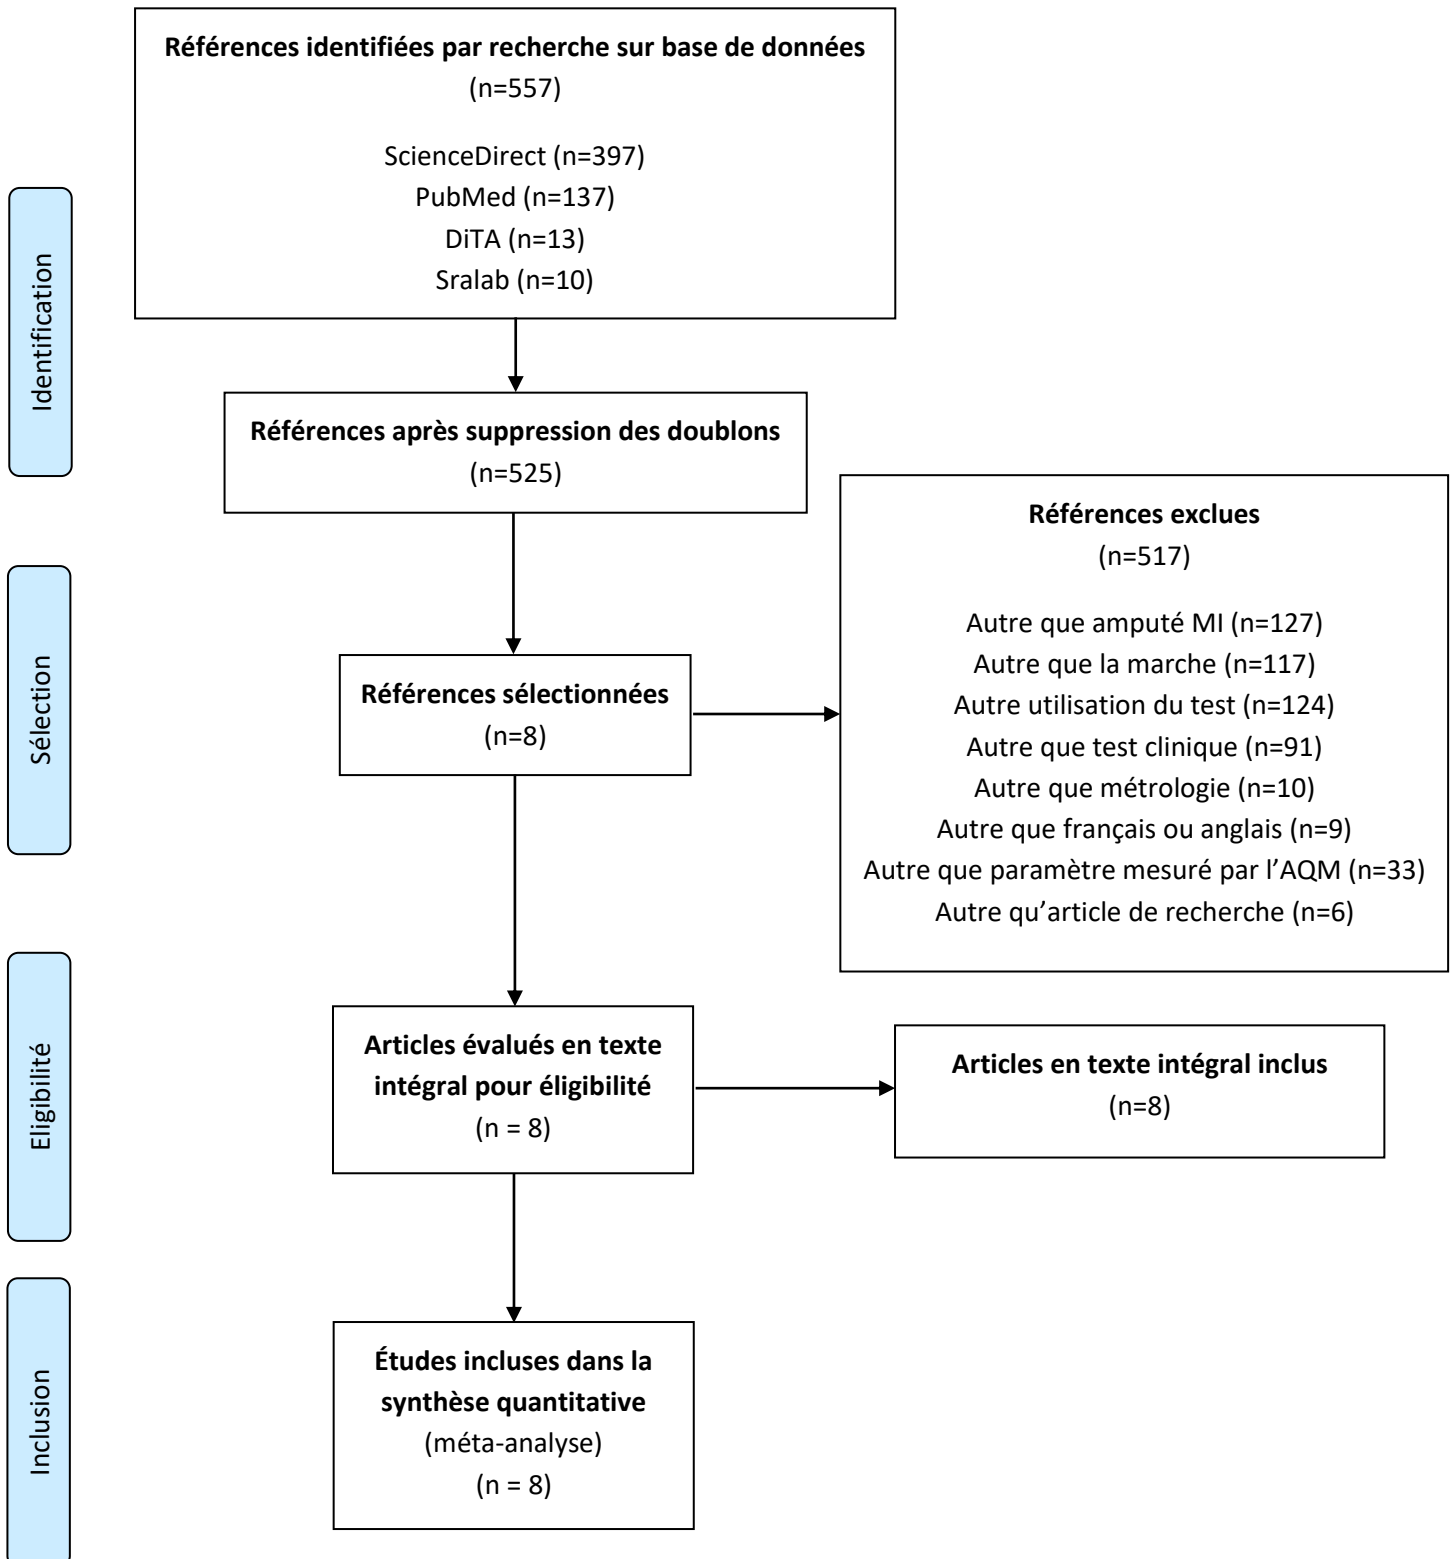 Références identifiées par recherche sur base de données
(n=557)
ScienceDirect (n=397)
PubMed (n=137)
DiTA (n=13)
Sralab (n=10)
Identification
Références après suppression des doublons
(n=525)
Références exclues
(n=517)
Autre que amputé MI (n=127)
Autre que la marche (n=117)
Autre utilisation du test (n=124)
Autre que test clinique (n=91)
Autre que métrologie (n=10)
Autre que français ou anglais (n=9)
Autre que paramètre mesuré par l’AQM (n=33)
Autre qu’article de recherche (n=6)
Sélection
Références sélectionnées
(n=8)
Eligibilité
Articles évalués en texte
intégral pour éligibilité
(n = 8)
Articles en texte intégral inclus
(n=8)
Inclusion
Études incluses dans la
synthèse quantitative
(méta-analyse)
(n = 8)